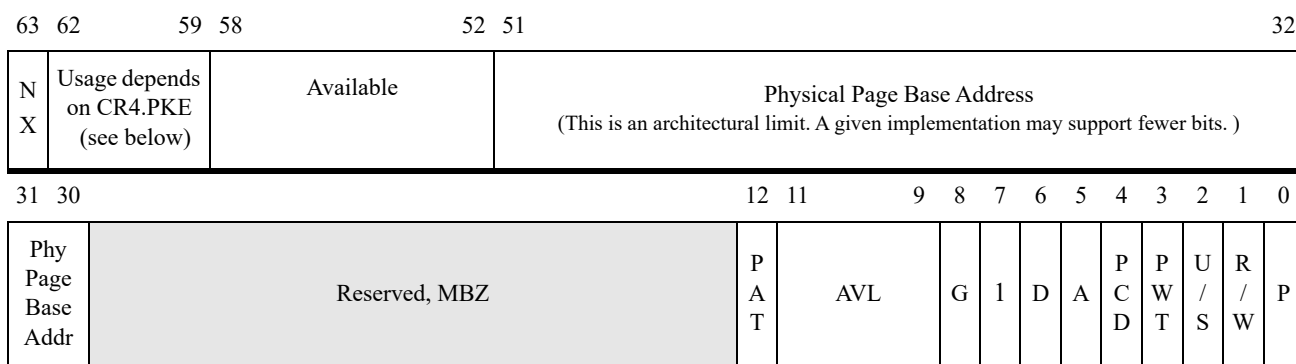 63 62 59 58 52 51 32
N
X
Usage depends
on CR4.PKE
(see below)
Available
Physical Page Base Address
(This is an architectural limit. A given implementation may support fewer bits. )
31 30 12 11 9 8 7 6 5 4 3 2 1 0
Phy
Page
Base
Addr
Reserved, MBZ
P
A
T
AVL
G
1
D
A
P
C
D
P
W
T
U
/
S
R
/
W
P